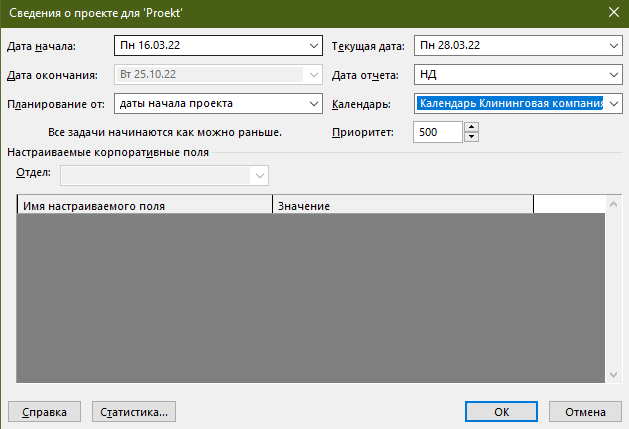 Сведения о проекте для 'Proekt'
Дата начала: Пн 16.03.22 Текущая дата: Пн 28.03.22
Дата окончания: Вт 25.10.22 Дата отчета: НД
Планирование от: даты начала проекта Календарь: Календарь Клининговая компания
Все задачи начинаются как можно раньше. Приоритет: 500
Настраиваемые корпоративные поля
Отдел:
Имя настраиваемого поля Значение
Справка Статистика... ОК Отмена